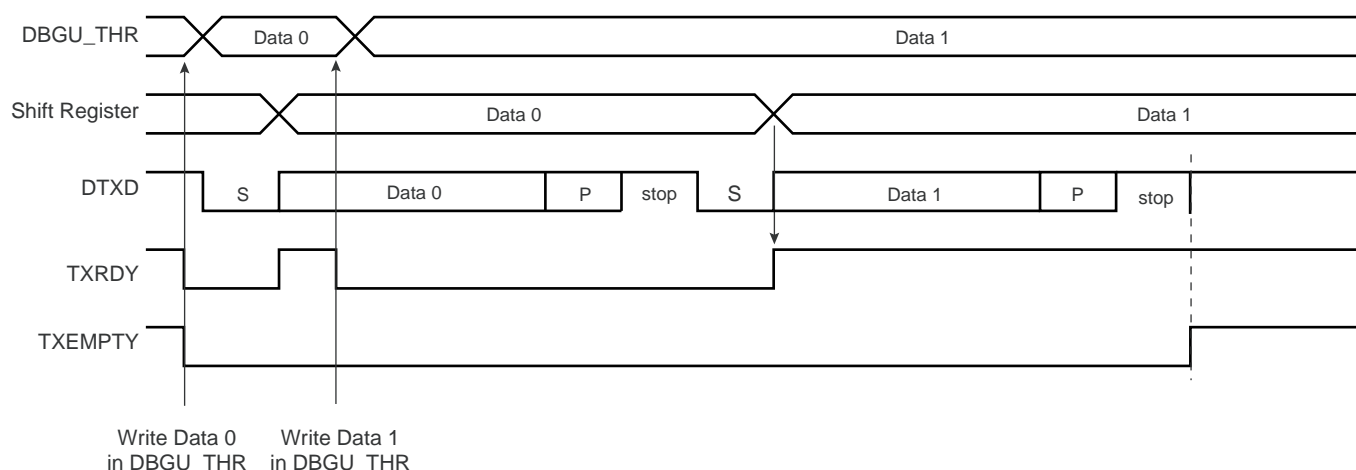 DBGU_THR Data 0 Data 1
Shift Register Data 0 Data 1
DTXD S Data 0 P stop S Data 1 P stop
TXRDY
TXEMPTY
Write Data 0 Write Data 1
in DBGU_THR in DBGU_THR